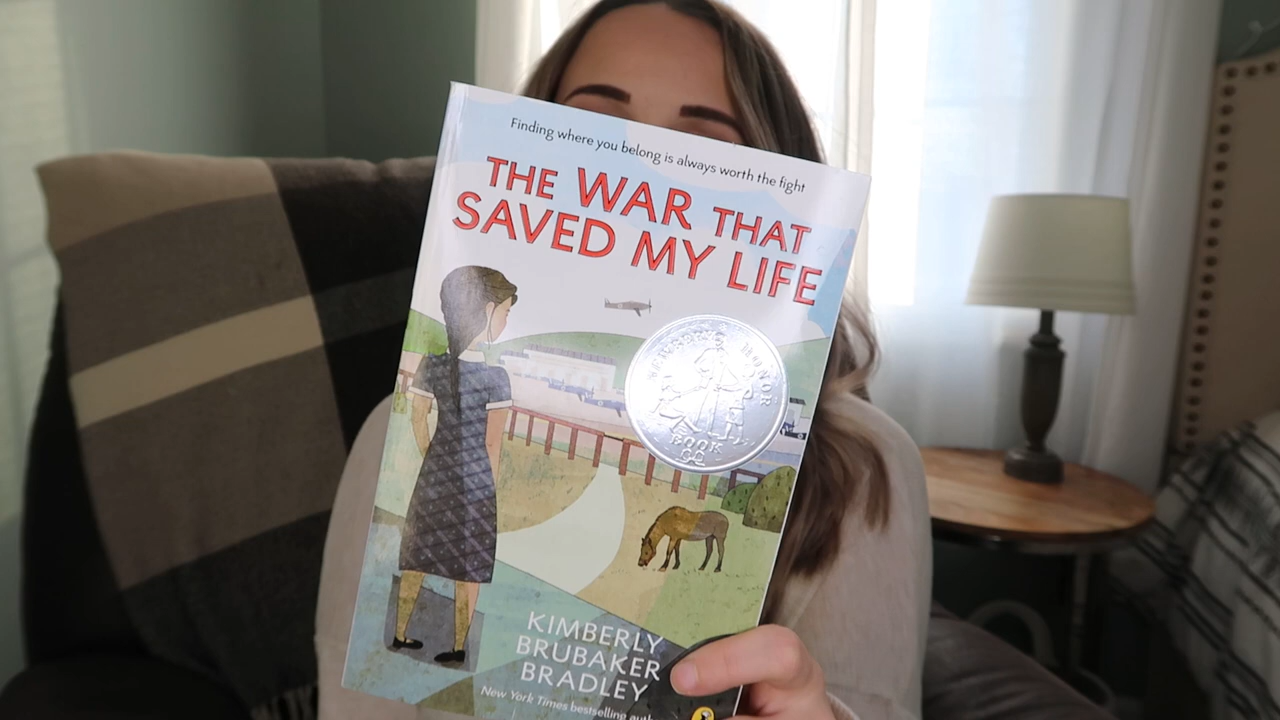 Finding where you belong is always worth the fight
THE WAR THAT
SAVED MY LIFE
NEWBERY HONOR
BOOK
KIMBERLY
BRUBAKER
BRADLEY
New York Times bestselling